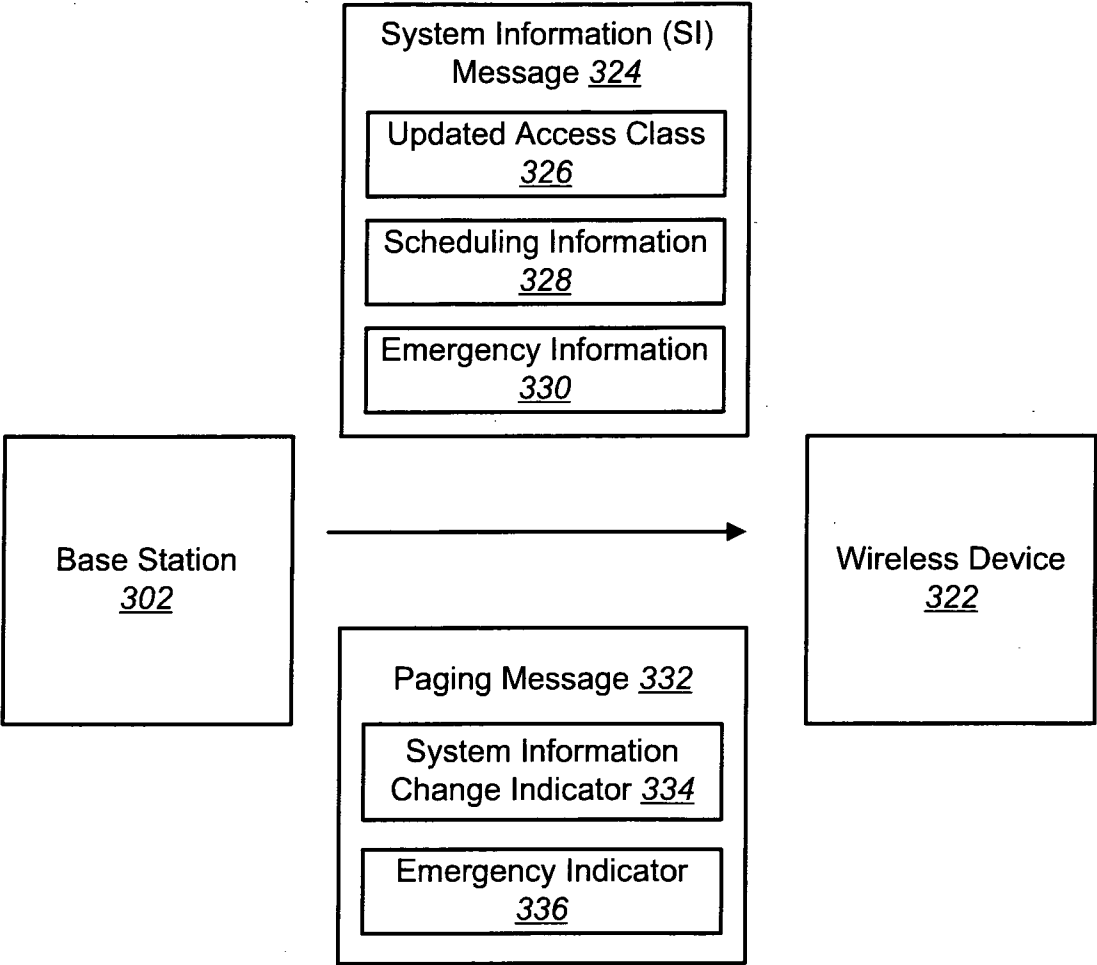 System Information (SI)
Message 324
Updated Access Class
326
Scheduling Information
328
Emergency Information
330
Base Station
302
Wireless Device
322
Paging Message 332
System Information
Change Indicator 334
Emergency Indicator
336